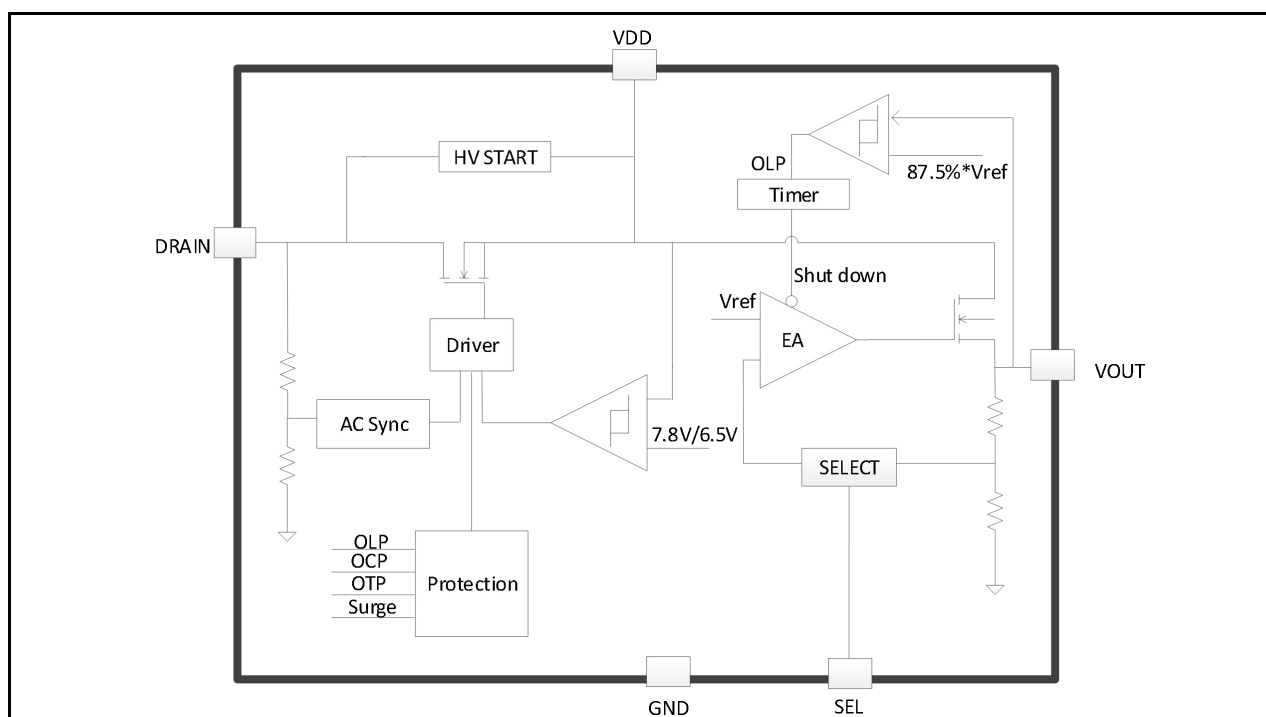 VDD
HV START
OLP
87.5%*Vref
Timer
DRAIN
Shut down
Vref
EA
Driver
VOUT
AC Sync
7.8V/6.5V
SELECT
OLP
OCP
OTP
Surge
Protection
GND
SEL